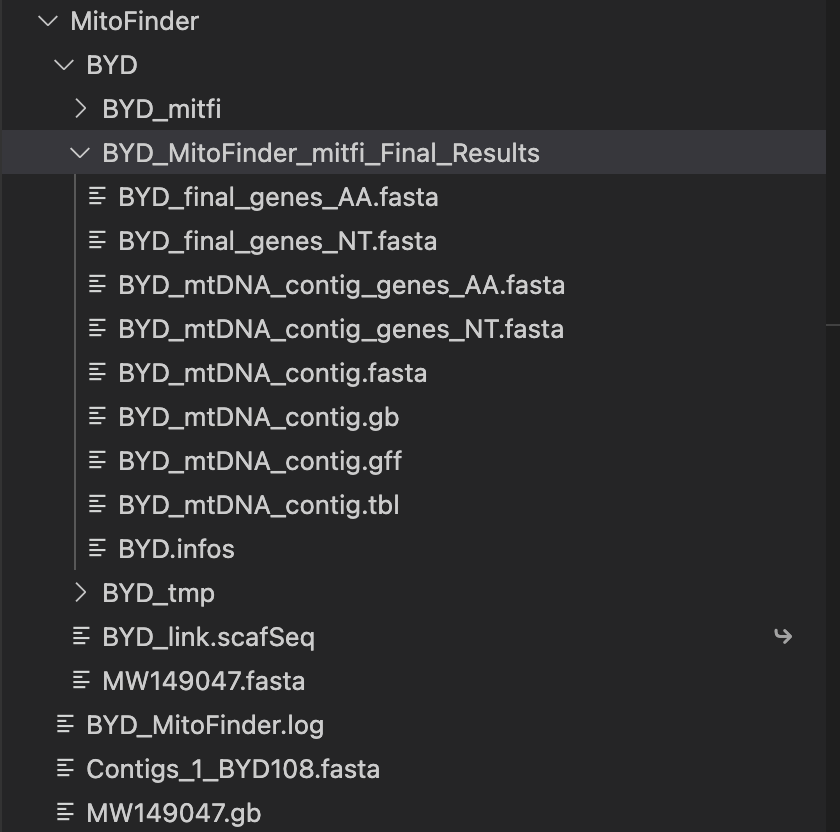 MitoFinder
BYD
BYD_mitfi
BYD_MitoFinder_mitfi_Final_Results
BYD_final_genes_AA.fasta
BYD_final_genes_NT.fasta
BYD_mtDNA_contig_genes_AA.fasta
BYD_mtDNA_contig_genes_NT.fasta
BYD_mtDNA_contig.fasta
BYD_mtDNA_contig.gb
BYD_mtDNA_contig.gff
BYD_mtDNA_contig.tbl
BYD.infos
BYD_tmp
BYD_link.scafSeq
MW149047.fasta
BYD_MitoFinder.log
Contigs_1_BYD108.fasta
MW149047.gb